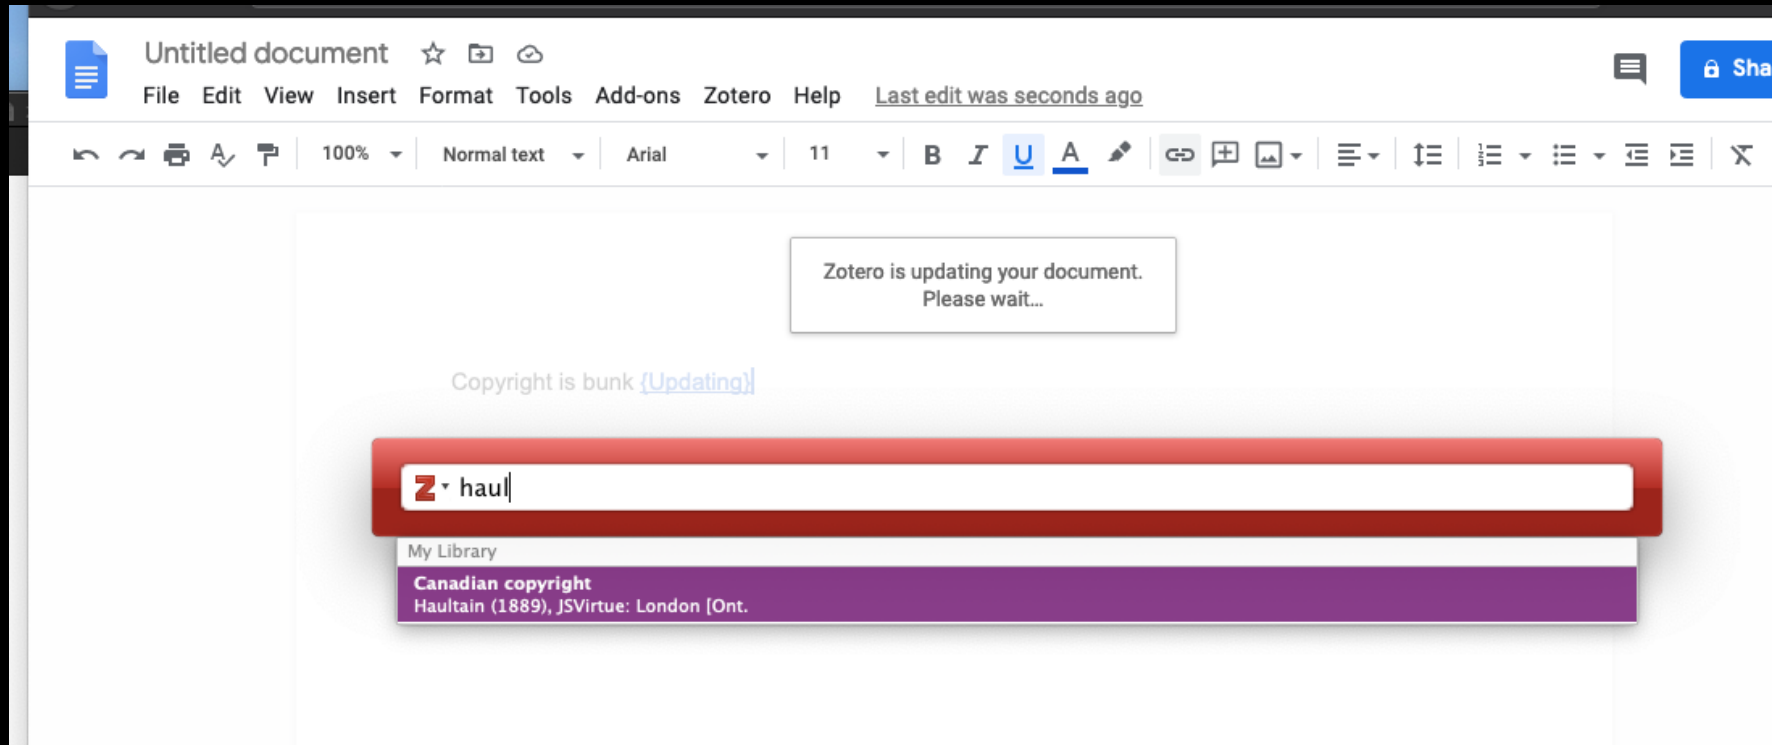 Untitled document
File Edit View Insert Format Tools Add-ons Zotero Help Last edit was seconds ago
100% Normal text Arial 11 B I U A
Zotero is updating your document.
Please wait...
Copyright is bunk {Updating}
Z haul
My Library
Canadian copyright
Haultain (1889), JSVirtue: London [Ont.